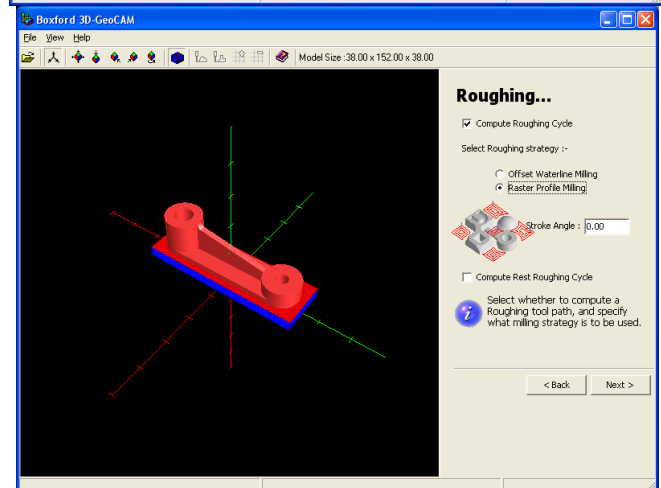 Boxford 3D-GeoCAM
File View Help
Model Size :38.00 x 152.00 x 38.00
Roughing...
Compute Roughing Cycle
Select Roughing strategy :-
Offset Waterline Milling
Raster Profile Milling
Stroke Angle : 0.00
Compute Rest Roughing Cycle
Select whether to compute a
Roughing tool path, and specify
what milling strategy is to be used.
< Back Next >